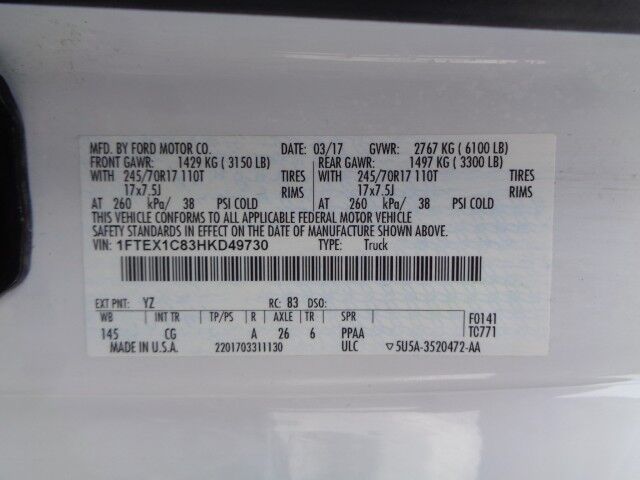 MFD. BY FORD MOTOR CO. DATE: 03/17 GVWR: 2767 KG ( 6100 LB)
FRONT GAWR: 1429 KG ( 3150 LB) REAR GAWR: 1497 KG ( 3300 LB)
WITH 245/70R17 110T TIRES WITH 245/70R17 110T TIRES
17x7.5J RIMS 17x7.5J RIMS
AT 260 kPa/ 38 PSI COLD AT 260 kPa/ 38 PSI COLD
THIS VEHICLE CONFORMS TO ALL APPLICABLE FEDERAL MOTOR VEHICLE
SAFETY STANDARDS IN EFFECT ON THE DATE OF MANUFACTURE SHOWN ABOVE.
VIN: 1FTEX1C83HKD49730 TYPE: Truck
EXT PNT: YZ RC: 83 DSO:
WB INT TR TP/PS R AXLE TR SPR F0141
145 CG A 26 6 PPAA TC771
MADE IN U.S.A. 2201703311130 ULC ▽5U5A-3520472-AA